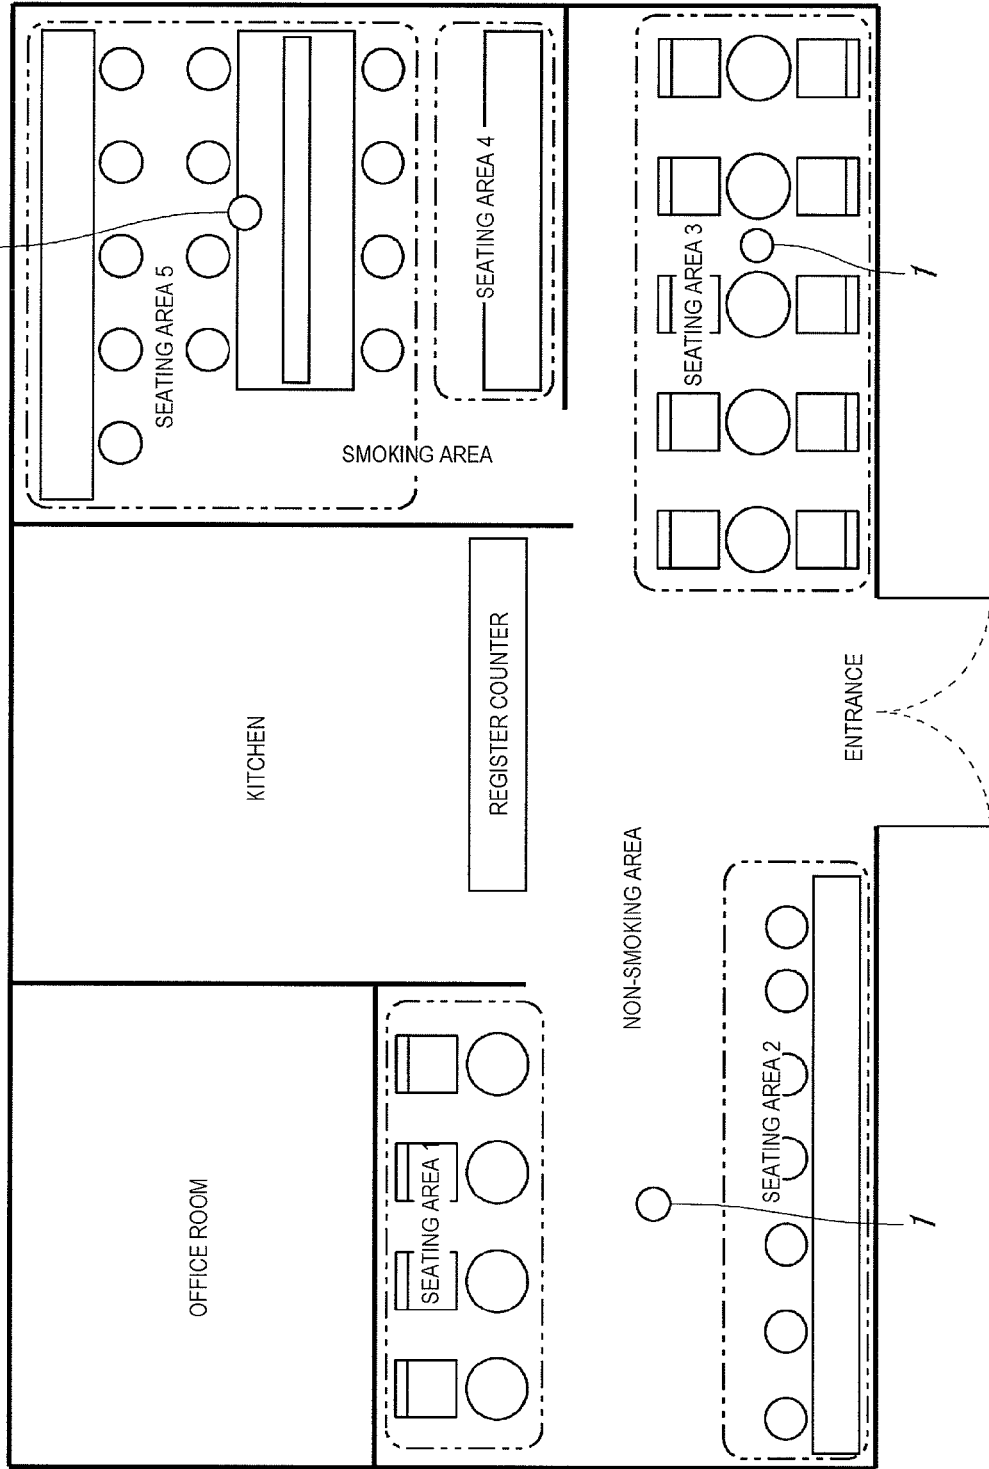 OFFICE ROOM
KITCHEN
SEATING AREA 5
SMOKING AREA
SEATING AREA 4
SEATING AREA 1
REGISTER COUNTER
NON-SMOKING AREA
SEATING AREA 3
SEATING AREA 2
ENTRANCE
1
1